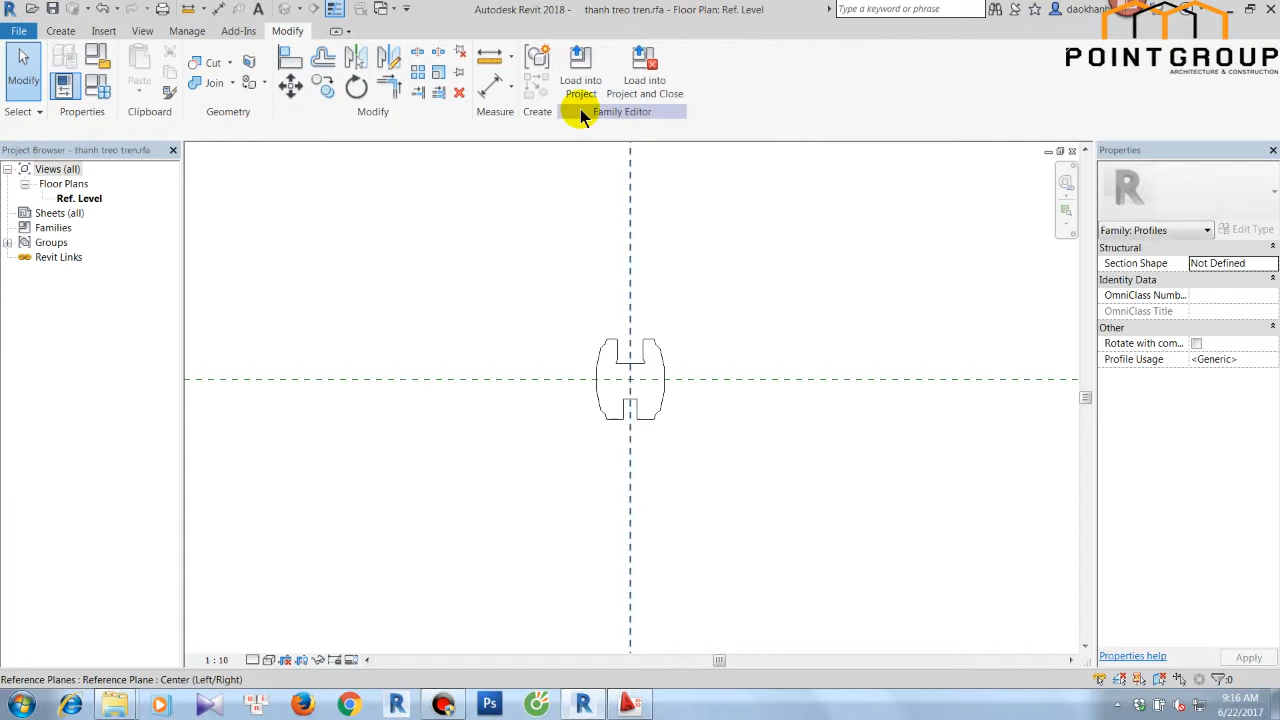 Autodesk Revit 2018 - thanh treo tren.rfa - Floor Plan: Ref. Level
Type a keyword or phrase
daokhanh
File Create Insert View Manage Add-Ins Modify
POINTGROUP
ARCHITECTURE & CONSTRUCTION
Modify
Paste
Cut
Join
Load into
Project
Load into
Project and Close
Select
Properties
Clipboard
Geometry
Modify
Measure
Create
Family Editor
Project Browser - thanh treo tren.rfa
Views (all)
Floor Plans
Ref. Level
Sheets (all)
Families
Groups
Revit Links
Properties
R
Family: Profiles
Edit Type
Structural
Section Shape Not Defined
Identity Data
OmniClass Numb...
OmniClass Title
Other
Rotate with com...
Profile Usage <Generic>
Properties help
Apply
1 : 10
Reference Planes : Reference Plane : Center (Left/Right)
:0
Ps
9:16 AM
6/22/2017